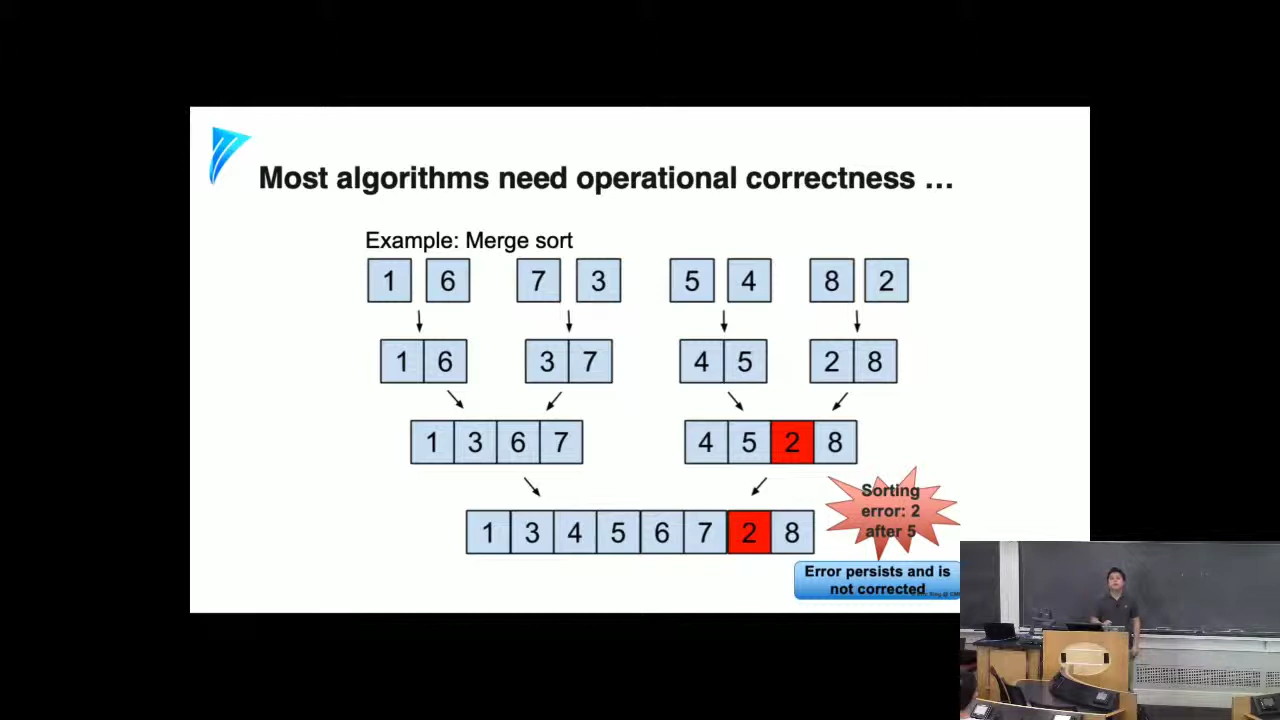 Most algorithms need operational correctness …
Example: Merge sort
1 6 7 3 5 4 8 2
1 6 3 7 4 5 2 8
1 3 6 7 4 5 2 8
Sorting
error: 2
after 5
1 3 4 5 6 7 2 8
Error persists and is
not corrected